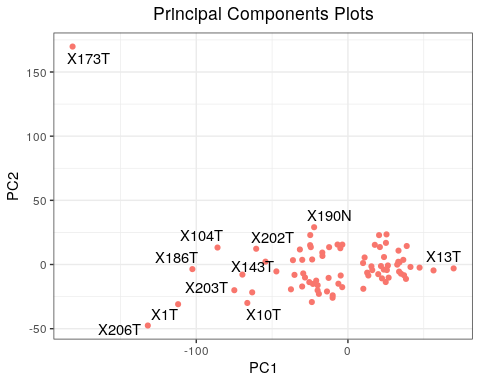 Principal Components Plots
X173T
150
100
PC2
50
X190N
X104T
X202T
X186T
X13T
X143T
0
X203T
X1T
X10T
X206T
-50
-100
0
PC1